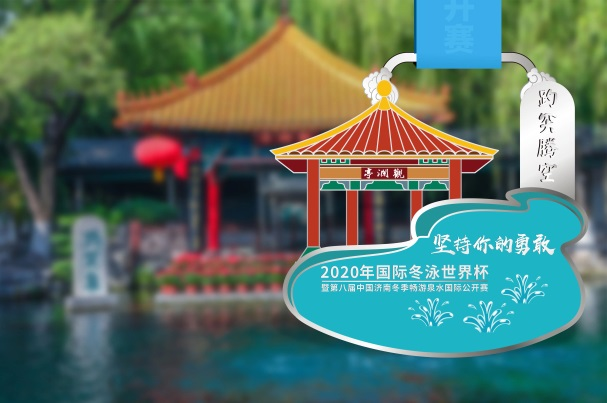 开赛
趵突腾空
觀澜亭
坚持你的勇敢
2020年国际冬泳世界杯
暨第八届中国济南冬季畅游泉水国际公开赛